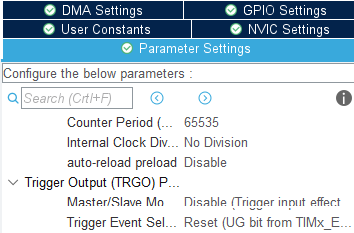 DMA Settings
GPIO Settings
User Constants
NVIC Settings
Parameter Settings
Configure the below parameters :
Search (Crtl+F)
Counter Period (... 65535
Internal Clock Div... No Division
auto-reload preload Disable
Trigger Output (TRGO) P...
Master/Slave Mo... Disable (Trigger input effect
Trigger Event Sel... Reset (UG bit from TIMx_E...